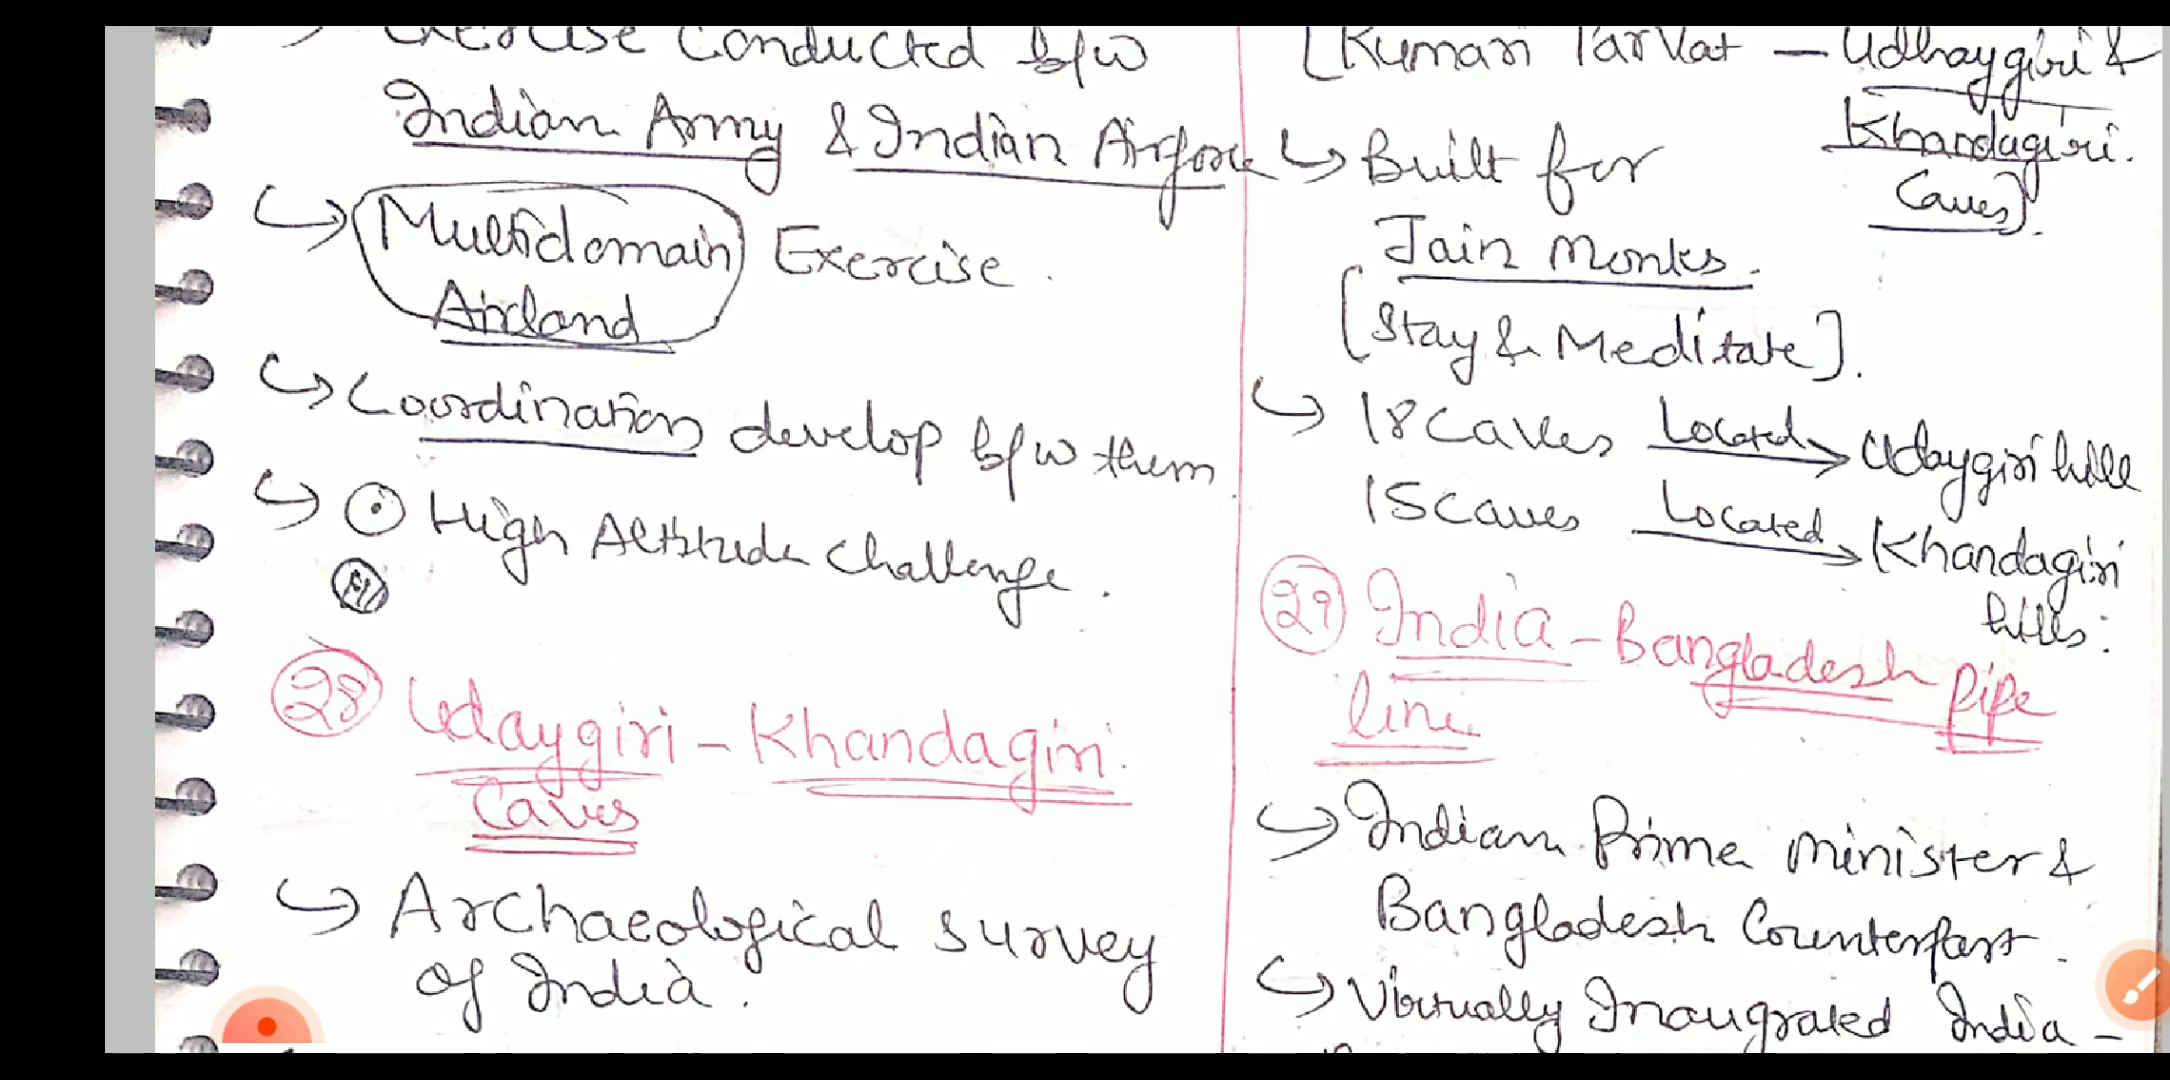 Exercise Conducted b/w
Indian Army & Indian Airforce
↳ Multidomain Exercise.
Airland
↳ Coordination develop b/w them
↳ High Altitude Challenge.
28 Udaygiri - Khandagiri
Caves
↳ Archaeological survey
of India.
[Kumari Parvat — Udhaygiri &
Khandagiri.
Caves].
↳ Built for
Jain Monks.
[Stay & Meditate].
↳ 18 caves Located → Udaygiri hill
15 caves Located → Khandagiri
hills.
29 India - Bangladesh pipe
line
↳ Indian Prime minister &
Bangladesh Counterpart.
↳ Virtually Inaugrated India -